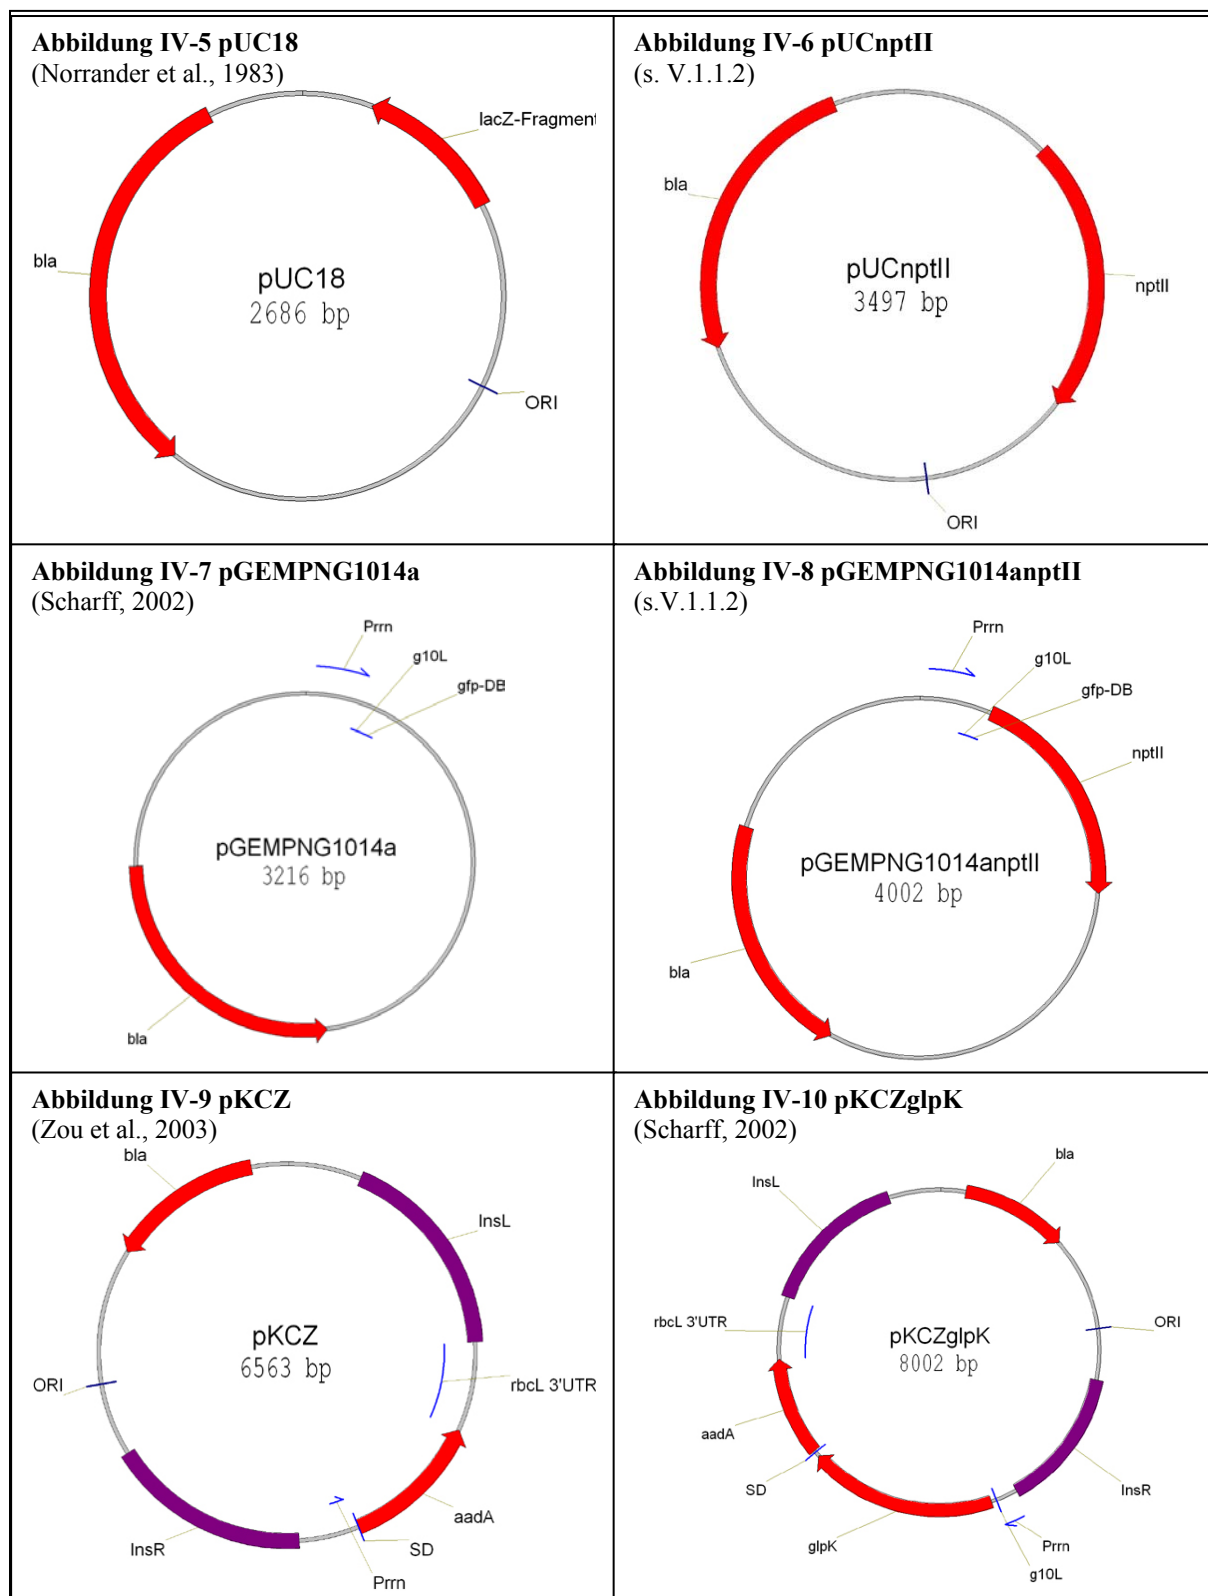 Abbildung IV-5 pUC18
(Norrander et al., 1983)
lacZ-Fragment
bla
pUC18
2686 bp
ORI
Abbildung IV-6 pUCnptII
(s. V.1.1.2)
bla
pUCnptII
3497 bp
nptII
ORI
Abbildung IV-7 pGEMPNG1014a
(Scharff, 2002)
Prrn
g10L
gfp-DB
pGEMPNG1014a
3216 bp
bla
Abbildung IV-8 pGEMPNG1014anptII
(s.V.1.1.2)
Prrn
g10L
gfp-DB
nptII
pGEMPNG1014anptII
4002 bp
bla
Abbildung IV-9 pKCZ
(Zou et al., 2003)
bla
InsL
pKCZ
6563 bp
ORI
rbcL 3'UTR
aadA
InsR
SD
Prrn
Abbildung IV-10 pKCZglpK
(Scharff, 2002)
bla
InsL
rbcL 3'UTR
ORI
pKCZglpK
8002 bp
aadA
SD
InsR
glpK
Prrn
g10L